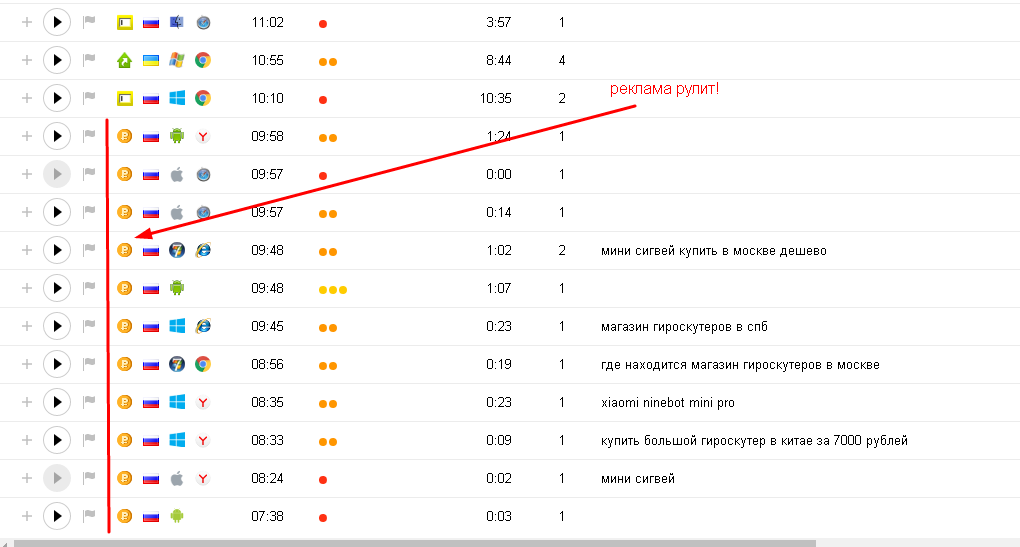 11:02 3:57 1
10:55 8:44 4
реклама рулит!
10:10 10:35 2
09:58 1:24 1
09:57 0:00 1
09:57 0:14 1
09:48 1:02 2 мини сигвей купить в москве дешево
09:48 1:07 1
09:45 0:23 1 магазин гироскутеров в спб
08:56 0:19 1 где находится магазин гироскутеров в москве
08:35 0:23 1 xiaomi ninebot mini pro
08:33 0:09 1 купить большой гироскутер в китае за 7000 рублей
08:24 0:02 1 мини сигвей
07:38 0:03 1